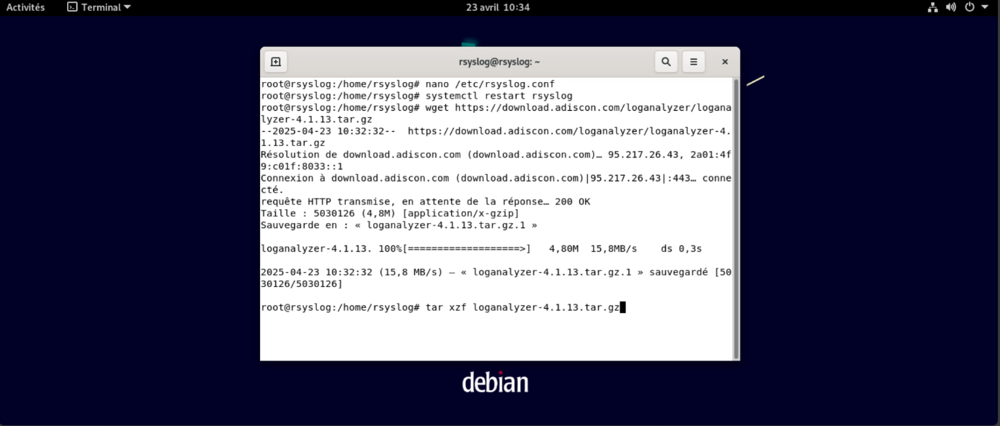 Activités Terminal 23 avril 10:34
rsyslog@rsyslog: ~
root@rsyslog:/home/rsyslog# nano /etc/rsyslog.conf
root@rsyslog:/home/rsyslog# systemctl restart rsyslog
root@rsyslog:/home/rsyslog# wget https://download.adiscon.com/loganalyzer/logana
lyzer-4.1.13.tar.gz
--2025-04-23 10:32:32--  https://download.adiscon.com/loganalyzer/loganalyzer-4.
1.13.tar.gz
Résolution de download.adiscon.com (download.adiscon.com)… 95.217.26.43, 2a01:4f
9:c01f:8033::1
Connexion à download.adiscon.com (download.adiscon.com)|95.217.26.43|:443… conne
cté.
requête HTTP transmise, en attente de la réponse… 200 OK
Taille : 5030126 (4,8M) [application/x-gzip]
Sauvegarde en : « loganalyzer-4.1.13.tar.gz.1 »
loganalyzer-4.1.13. 100%[===================>]   4,80M  15,8MB/s    ds 0,3s
2025-04-23 10:32:32 (15,8 MB/s) — « loganalyzer-4.1.13.tar.gz.1 » sauvegardé [50
30126/5030126]
root@rsyslog:/home/rsyslog# tar xzf loganalyzer-4.1.13.tar.gz
debian